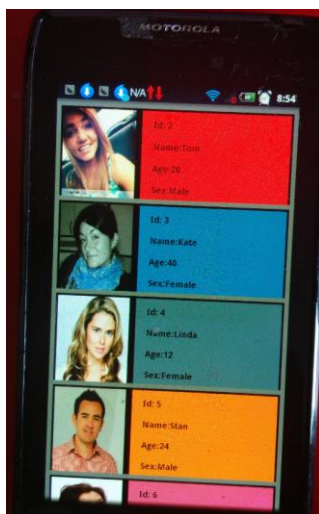 MOTOROLA
N/A 8:54
Id: 2
Name:Tom
Age:20
Sex:Male
Id: 3
Name:Kate
Age:40
Sex:Female
Id: 4
Name:Linda
Age:12
Sex:Female
Id: 5
Name:Stan
Age:24
Sex:Male
Id: 6